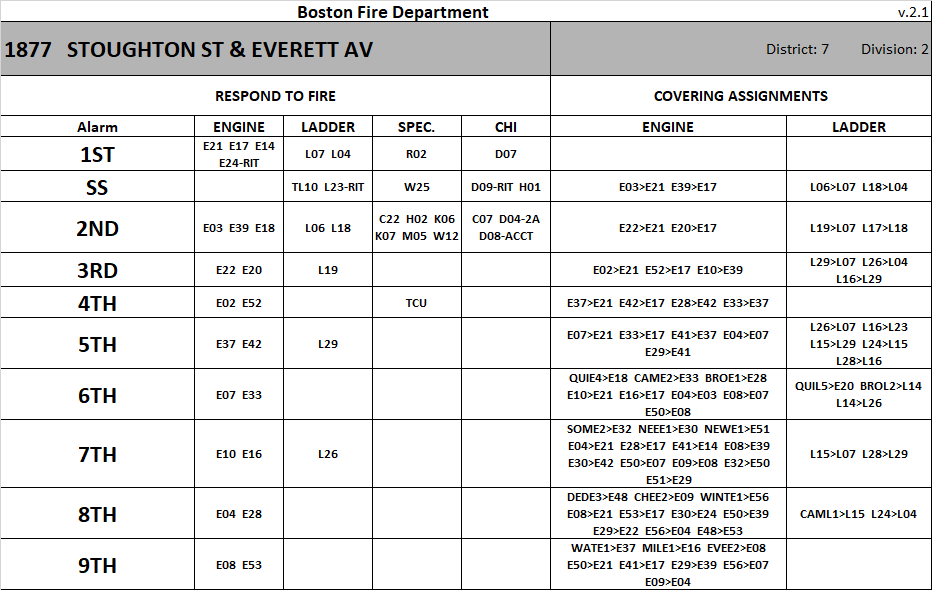 Boston Fire Department v.2.1
1877 STOUGHTON ST & EVERETT AV District: 7 Division: 2
RESPOND TO FIRE COVERING ASSIGNMENTS
Alarm ENGINE LADDER SPEC. CHI ENGINE LADDER
1ST E21 E17 E14 E24-RIT L07 L04 R02 D07
SS TL10 L23-RIT W25 D09-RIT H01 E03>E21 E39>E17 L06>L07 L18>L04
2ND E03 E39 E18 L06 L18 C22 H02 K06 K07 M05 W12 C07 D04-2A D08-ACCT E22>E21 E20>E17 L19>L07 L17>L18
3RD E22 E20 L19 E02>E21 E52>E17 E10>E39 L29>L07 L26>L04 L16>L29
4TH E02 E52 TCU E37>E21 E42>E17 E28>E42 E33>E37
5TH E37 E42 L29 E07>E21 E33>E17 E41>E37 E04>E07 E29>E41 L26>L07 L16>L23 L15>L29 L24>L15 L28>L16
6TH E07 E33 QUIE4>E18 CAME2>E33 BROE1>E28 E10>E21 E16>E17 E04>E03 E08>E07 E50>E08 QUIL5>E20 BROL2>L14 L14>L26
7TH E10 E16 L26 SOME2>E32 NEEE1>E30 NEWE1>E51 E04>E21 E28>E17 E41>E14 E08>E39 E30>E42 E50>E07 E09>E08 E32>E50 E51>E29 L15>L07 L28>L29
8TH E04 E28 DEDE3>E48 CHEE2>E09 WINTE1>E56 E08>E21 E53>E17 E30>E24 E50>E39 E29>E22 E56>E04 E48>E53 CAML1>L15 L24>L04
9TH E08 E53 WATE1>E37 MILE1>E16 EVEE2>E08 E50>E21 E41>E17 E29>E39 E56>E07 E09>E04